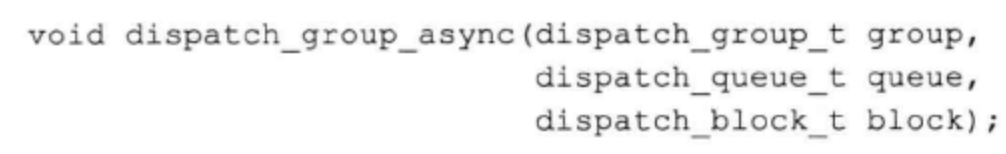 void dispatch_group_async(dispatch_group_t group,
dispatch_queue_t queue,
dispatch_block_t block);